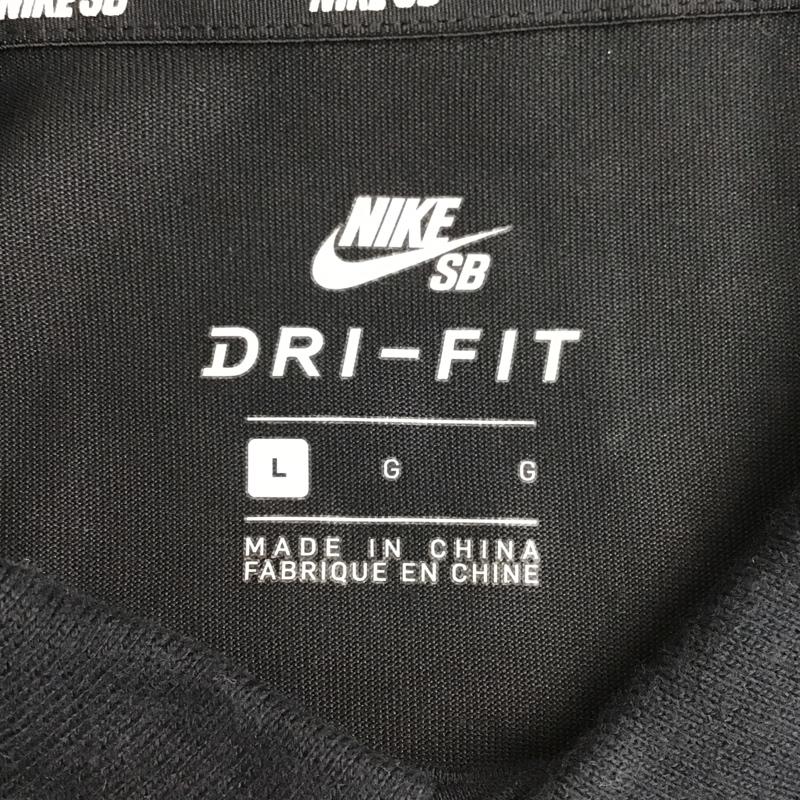 NIKE SB NIKE SB
NIKE
SB
DRI-FIT
L G G
MADE IN CHINA
FABRIQUE EN CHINE